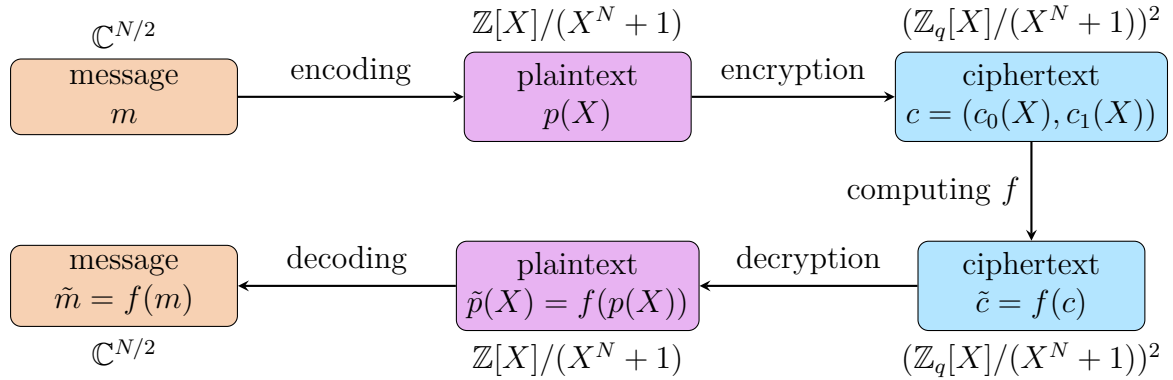 ℂ^{N/2}
ℤ[X]/(X^N + 1)
(ℤ_q[X]/(X^N + 1))^2
message
m
encoding
plaintext
p(X)
encryption
ciphertext
c = (c_0(X), c_1(X))
computing f
message
m̃ = f(m)
decoding
plaintext
p̃(X) = f(p(X))
decryption
ciphertext
c̃ = f(c)
ℂ^{N/2}
ℤ[X]/(X^N + 1)
(ℤ_q[X]/(X^N + 1))^2